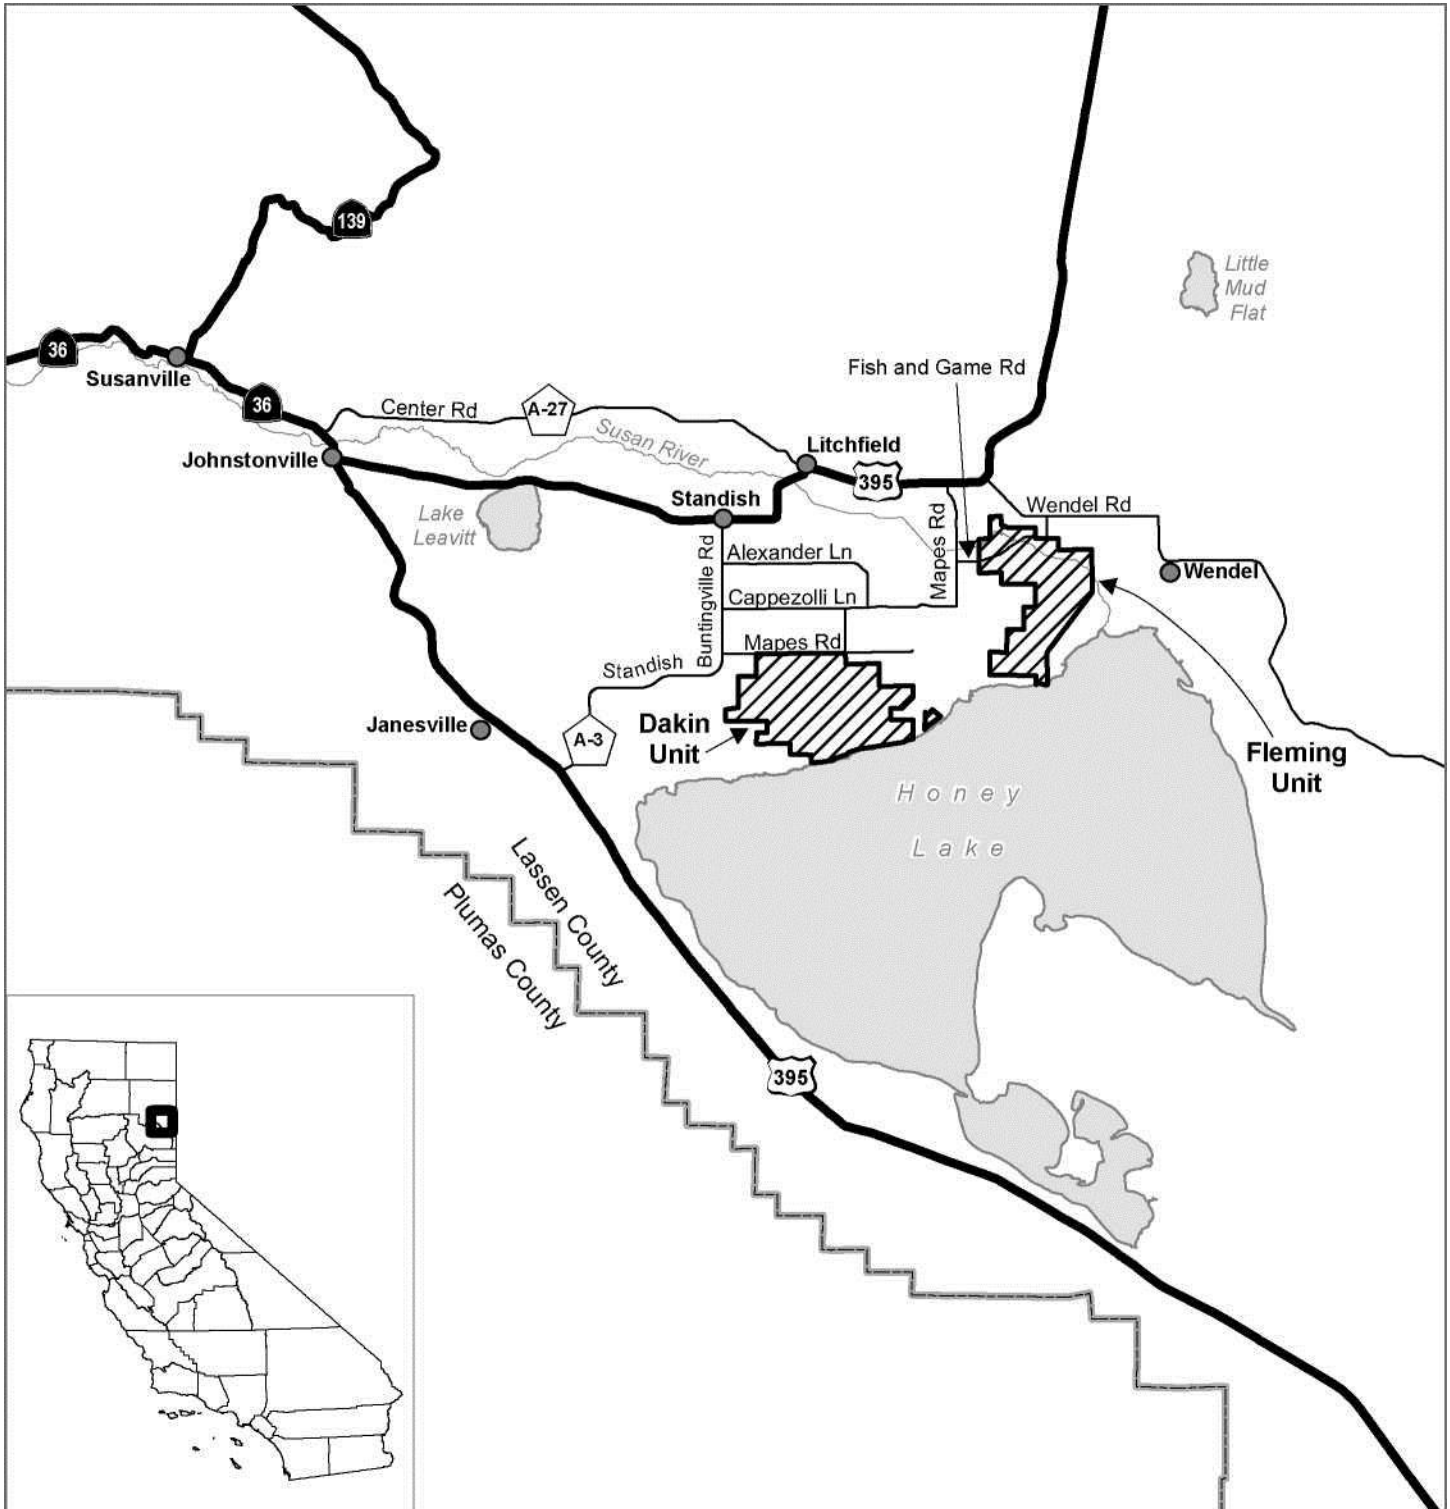 139
Little
Mud
Flat
36
Susanville
Fish and Game Rd
36
Center Rd
A-27
Susan River
Litchfield
Johnstonville
395
Standish
Wendel Rd
Lake
Leavitt
Mapes Rd
Buntingville Rd
Alexander Ln
Wendel
Cappezolli Ln
Mapes Rd
Standish
Janesville
Dakin
Unit
A-3
Fleming
Unit
Honey
Lake
Lassen County
Plumas County
395